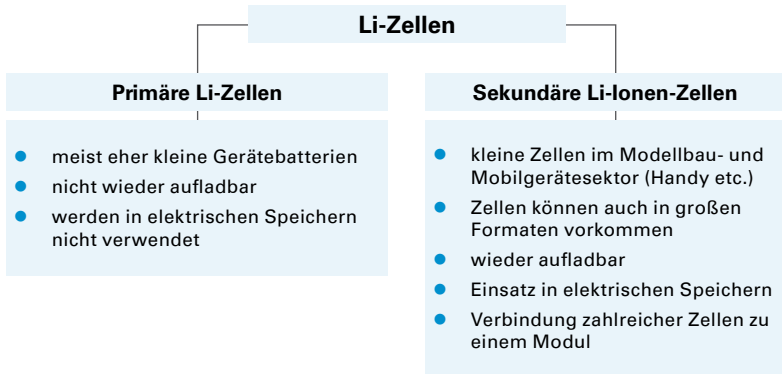 Li-Zellen
Primäre Li-Zellen
meist eher kleine Gerätebatterien
nicht wieder aufladbar
werden in elektrischen Speichern
nicht verwendet
Sekundäre Li-Ionen-Zellen
kleine Zellen im Modellbau- und
Mobilgerätesektor (Handy etc.)
Zellen können auch in großen
Formaten vorkommen
wieder aufladbar
Einsatz in elektrischen Speichern
Verbindung zahlreicher Zellen zu
einem Modul